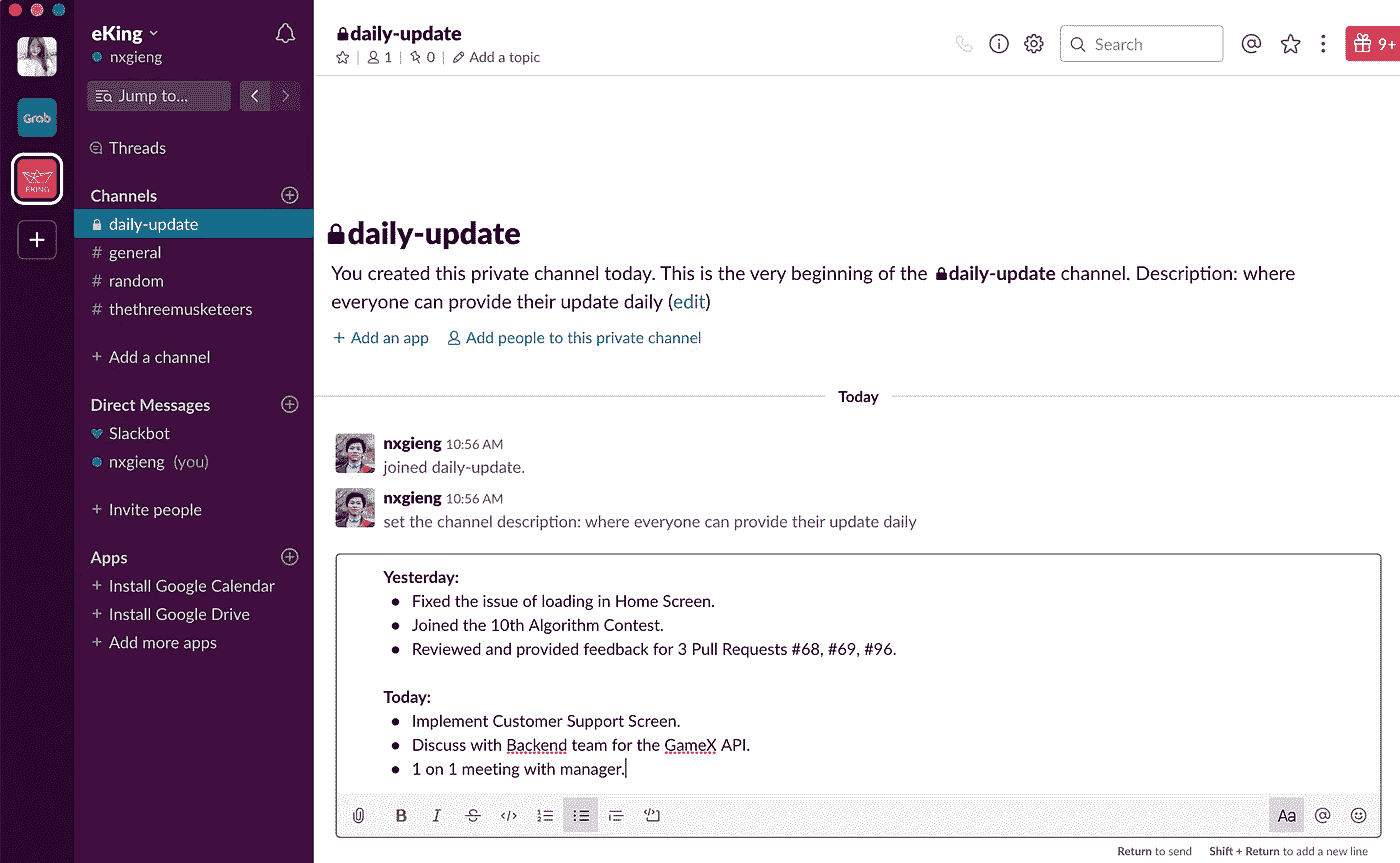 eKing
nxgieng
Jump to...
Grab
EKING
Threads
Channels
daily-update
# general
# random
# thethreemusketeers
+ Add a channel
Direct Messages
Slackbot
nxgieng (you)
+ Invite people
Apps
+ Install Google Calendar
+ Install Google Drive
+ Add more apps
daily-update
1 | 0 | Add a topic
Search
9+
daily-update
You created this private channel today. This is the very beginning of the daily-update channel. Description: where
everyone can provide their update daily (edit)
+ Add an app Add people to this private channel
Today
nxgieng 10:56 AM
joined daily-update.
nxgieng 10:56 AM
set the channel description: where everyone can provide their update daily
Yesterday:
● Fixed the issue of loading in Home Screen.
● Joined the 10th Algorithm Contest.
● Reviewed and provided feedback for 3 Pull Requests #68, #69, #96.
Today:
● Implement Customer Support Screen.
● Discuss with Backend team for the GameX API.
● 1 on 1 meeting with manager.
B I S </> Aa @
Return to send Shift + Return to add a new line